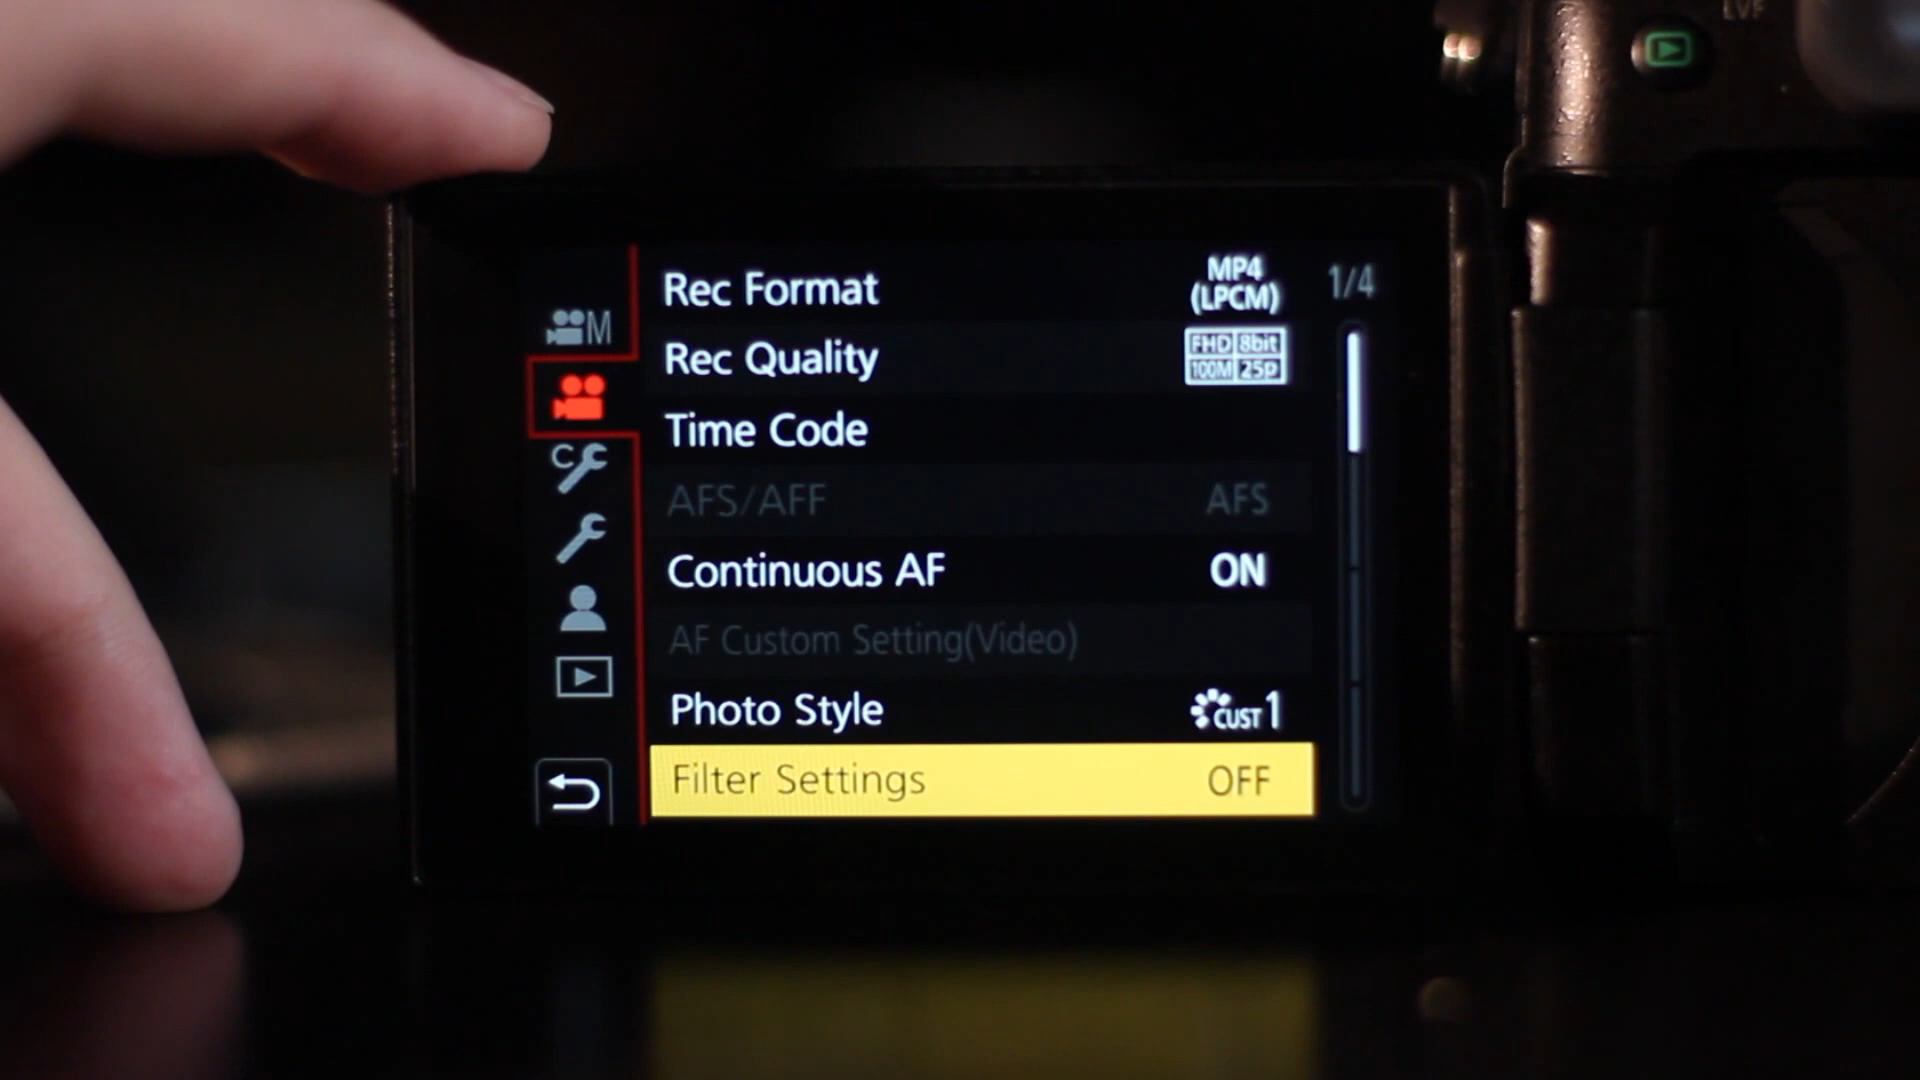 LVF
Rec Format MP4 (LPCM) 1/4
M
Rec Quality FHD 8bit 100M 25p
Time Code
C
AFS/AFF AFS
Continuous AF ON
AF Custom Setting(Video)
Photo Style CUST 1
Filter Settings OFF